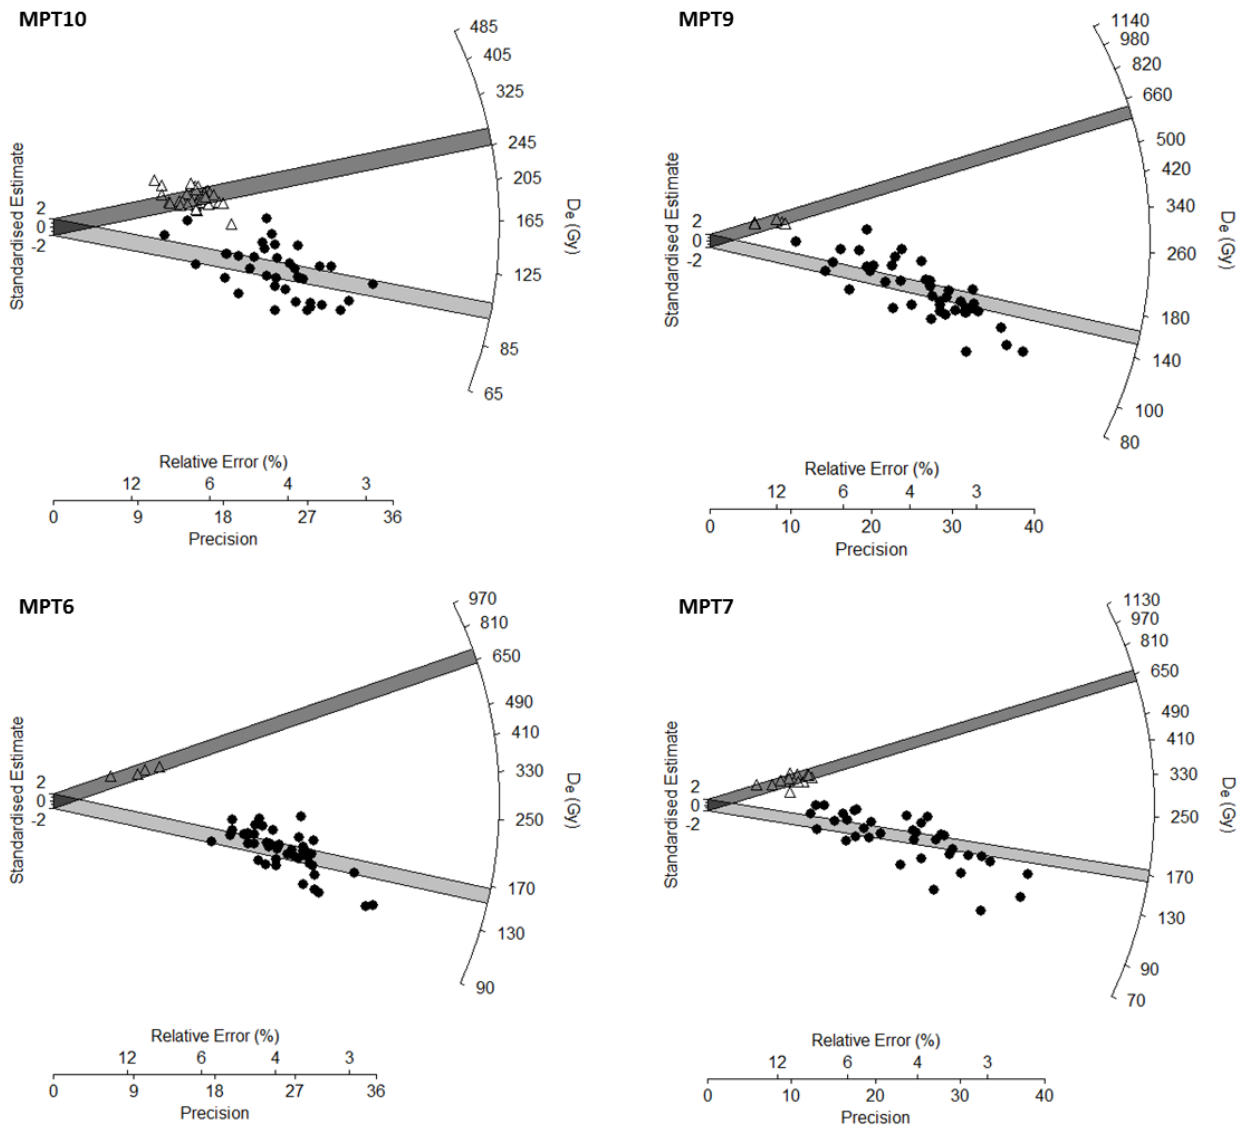 MPT10
485
405
325
245
205
165
125
85
65
De (Gy)
Standardised Estimate
2
0
-2
Relative Error (%)
12 6 4 3
0 9 18 27 36
Precision
MPT9
1140
980
820
660
500
420
340
260
180
140
100
80
De (Gy)
Standardised Estimate
2
0
-2
Relative Error (%)
12 6 4 3
0 10 20 30 40
Precision
MPT6
970
810
650
490
410
330
250
170
130
90
De (Gy)
Standardised Estimate
2
0
-2
Relative Error (%)
12 6 4 3
0 9 18 27 36
Precision
MPT7
1130
970
810
650
490
410
330
250
170
130
90
70
De (Gy)
Standardised Estimate
2
0
-2
Relative Error (%)
12 6 4 3
0 10 20 30 40
Precision